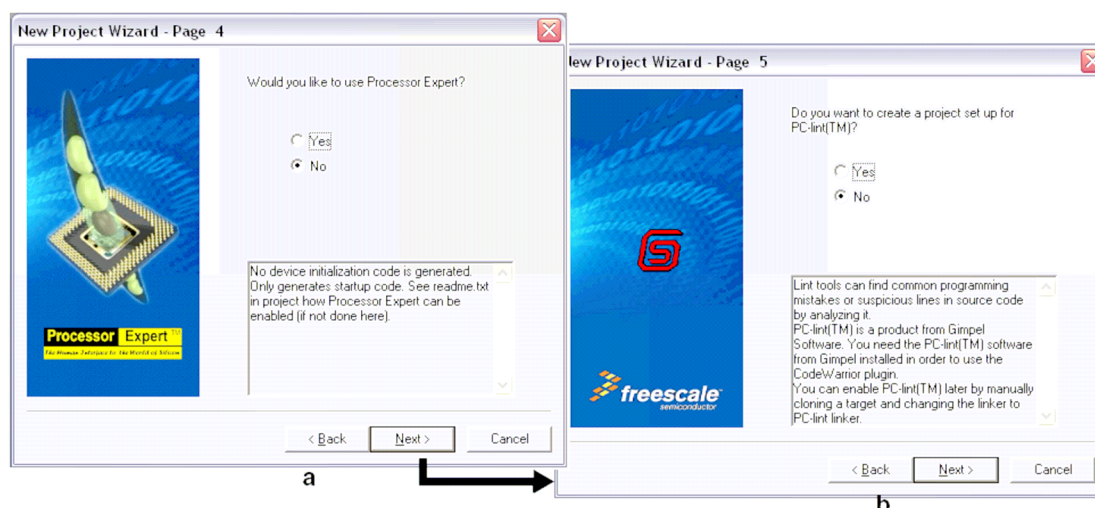 New Project Wizard - Page 4
Would you like to use Processor Expert?
Yes
No
No device initialization code is generated.
Only generates startup code. See readme.txt
in project how Processor Expert can be
enabled (if not done here).
Processor Expert TM
< Back
Next >
Cancel
a
New Project Wizard - Page 5
Do you want to create a project set up for
PC-lint(TM)?
Yes
No
Lint tools can find common programming
mistakes or suspicious lines in source code
by analyzing it.
PC-lint(TM) is a product from Gimpel
Software. You need the PC-lint(TM) software
from Gimpel installed in order to use the
CodeWarrior plugin.
You can enable PC-lint(TM) later by manually
cloning a target and changing the linker to
PC-lint linker.
freescale
semiconductor
< Back
Next >
Cancel
b